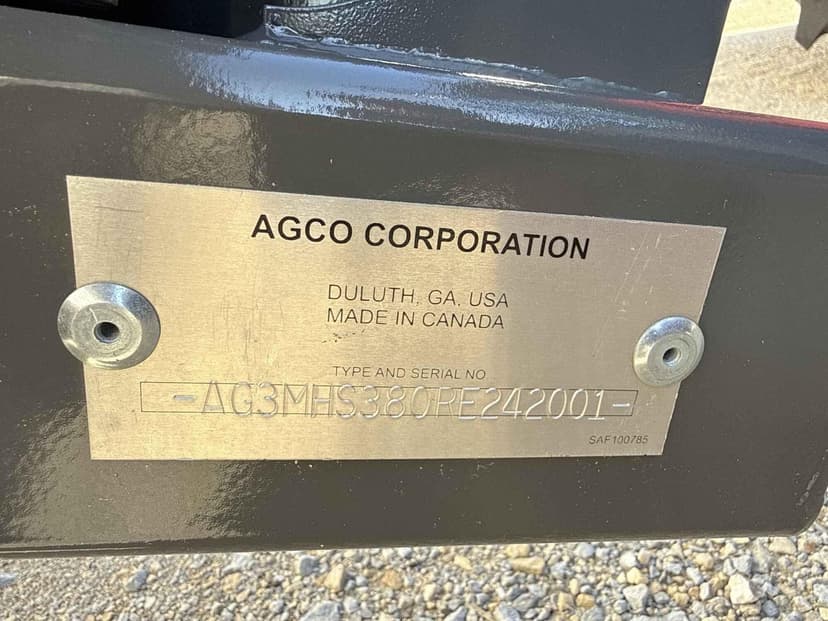 AGCO CORPORATION
DULUTH, GA, USA
MADE IN CANADA
TYPE AND SERIAL NO
-AG3MHS380RE242001-
SAF100785